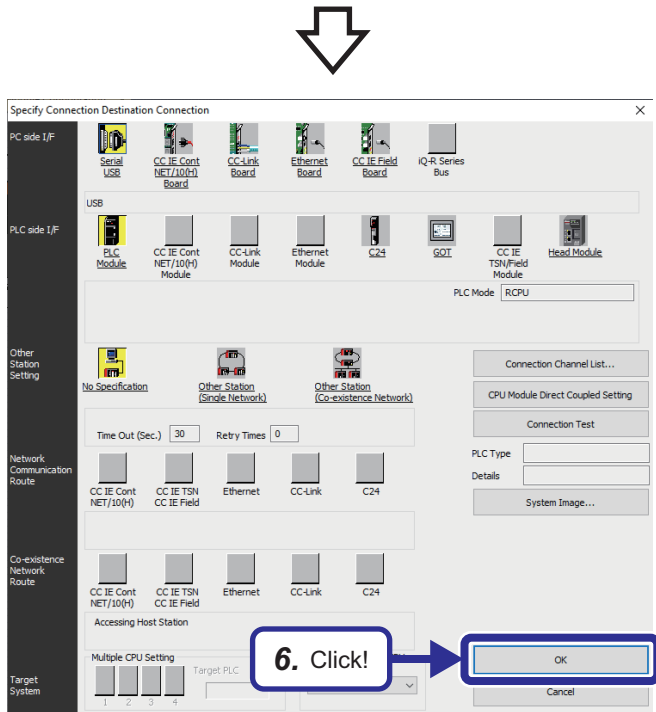 Specify Connection Destination Connection
PC side I/F
Serial
USB
CC IE Cont
NET/10(H)
Board
CC-Link
Board
Ethernet
Board
CC IE Field
Board
iQ-R Series
Bus
USB
PLC side I/F
PLC
Module
CC IE Cont
NET/10(H)
Module
CC-Link
Module
Ethernet
Module
C24
GOT
CC IE
TSN/Field
Module
Head Module
PLC Mode RCPU
Other
Station
Setting
No Specification
Other Station
(Single Network)
Other Station
(Co-existence Network)
Connection Channel List...
CPU Module Direct Coupled Setting
Connection Test
Time Out (Sec.) 30 Retry Times 0
PLC Type
Details
System Image...
Network
Communication
Route
CC IE Cont
NET/10(H)
CC IE TSN
CC IE Field
Ethernet
CC-Link
C24
Co-existence
Network
Route
CC IE Cont
NET/10(H)
CC IE TSN
CC IE Field
Ethernet
CC-Link
C24
Accessing Host Station
Multiple CPU Setting
Target PLC
6. Click!
OK
Target
System
1 2 3 4
Cancel